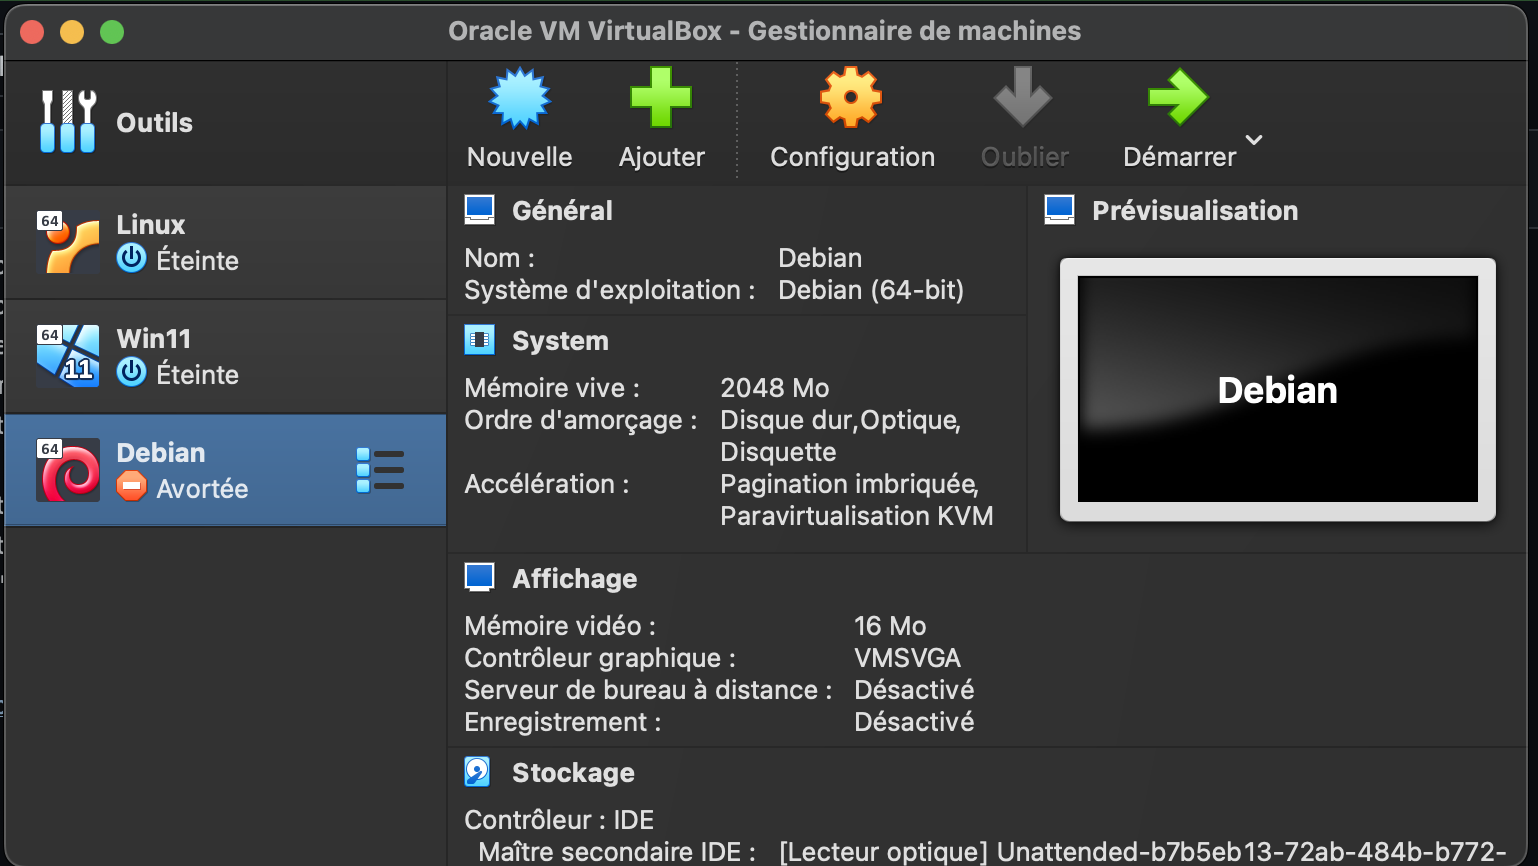 Oracle VM VirtualBox - Gestionnaire de machines
Outils
Nouvelle
Ajouter
Configuration
Oublier
Démarrer
64
Linux
Éteinte
64
11
Win11
Éteinte
64
Debian
Avortée
Général
Nom : Debian
Système d'exploitation : Debian (64-bit)
System
Mémoire vive : 2048 Mo
Ordre d'amorçage : Disque dur,Optique,
Disquette
Accélération : Pagination imbriquée,
Paravirtualisation KVM
Prévisualisation
Debian
Affichage
Mémoire vidéo : 16 Mo
Contrôleur graphique : VMSVGA
Serveur de bureau à distance : Désactivé
Enregistrement : Désactivé
Stockage
Contrôleur : IDE
Maître secondaire IDE : [Lecteur optique] Unattended-b7b5eb13-72ab-484b-b772-